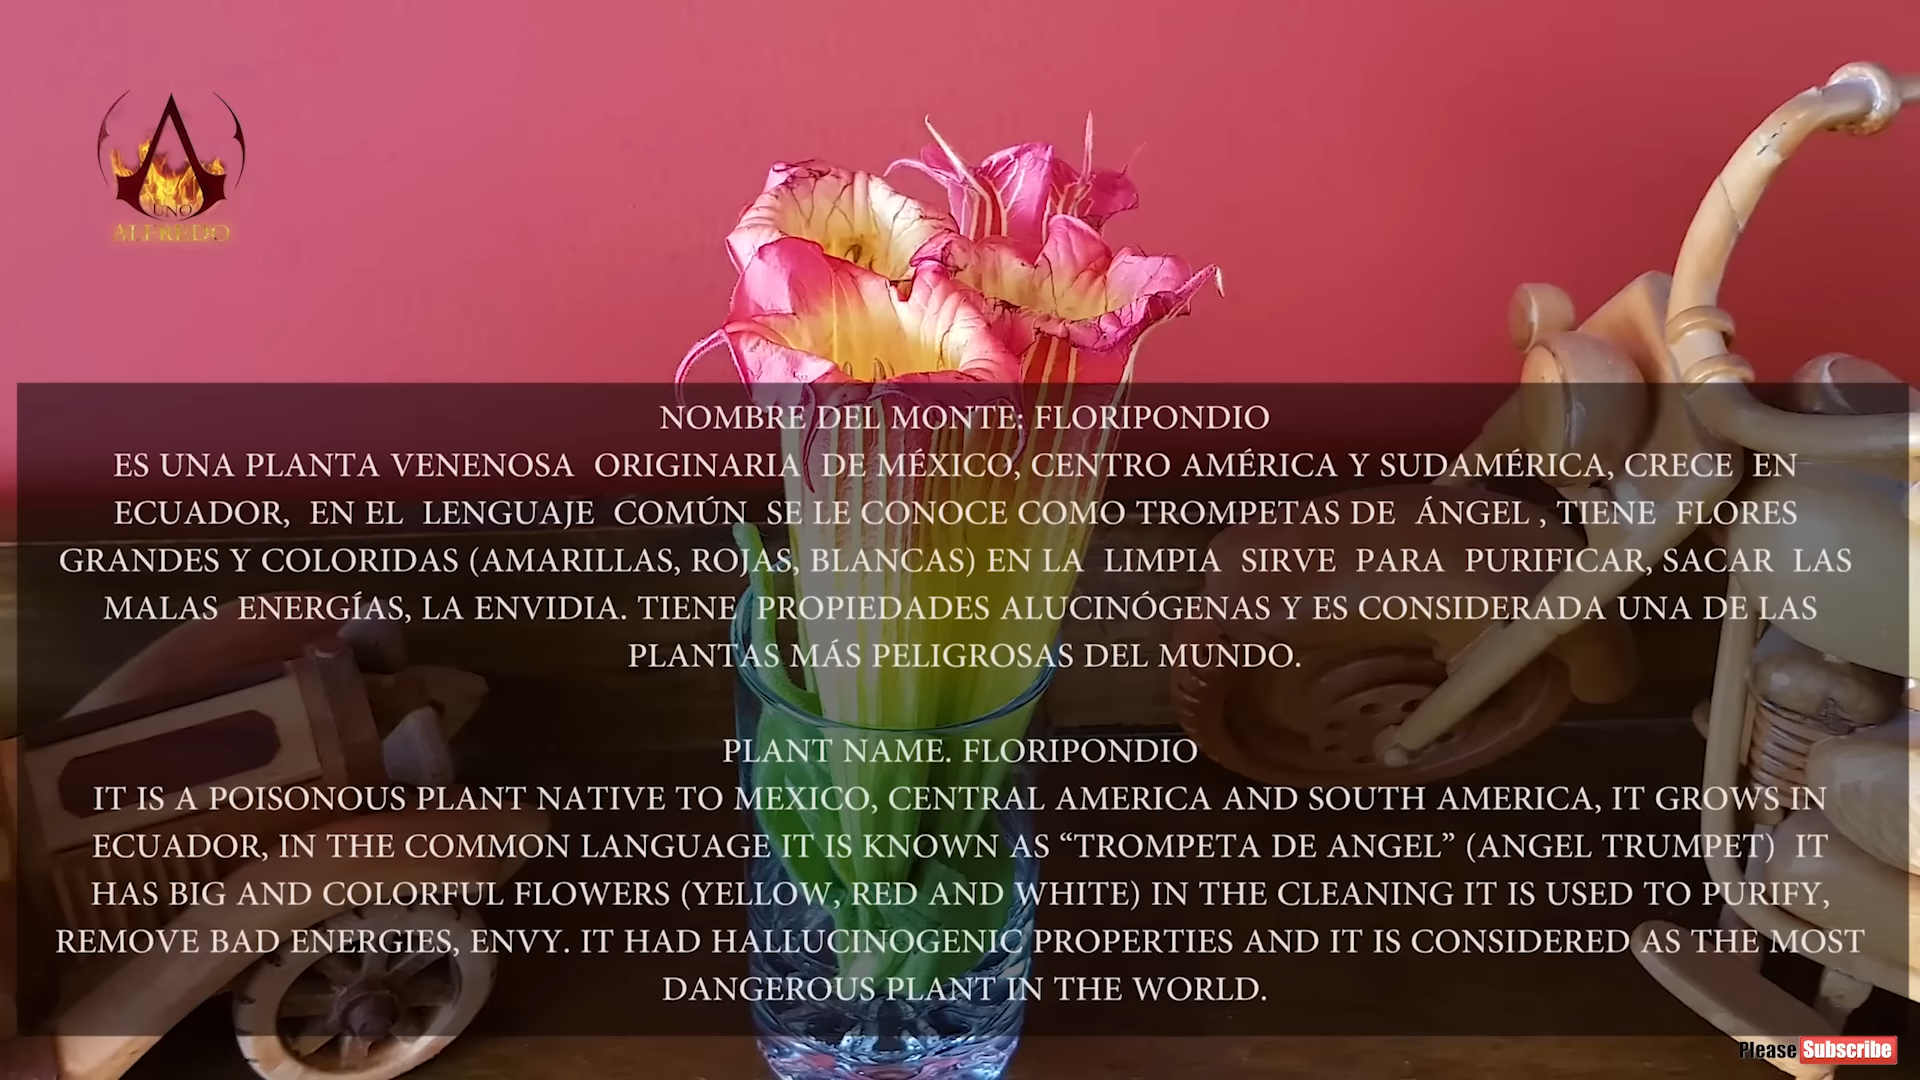 UNO
ALFREDO
NOMBRE DEL MONTE: FLORIPONDIO
ES UNA PLANTA VENENOSA ORIGINARIA DE MÉXICO, CENTRO AMÉRICA Y SUDAMÉRICA, CRECE EN
ECUADOR, EN EL LENGUAJE COMÚN SE LE CONOCE COMO TROMPETAS DE ÁNGEL , TIENE FLORES
GRANDES Y COLORIDAS (AMARILLAS, ROJAS, BLANCAS) EN LA LIMPIA SIRVE PARA PURIFICAR, SACAR LAS
MALAS ENERGÍAS, LA ENVIDIA. TIENE PROPIEDADES ALUCINÓGENAS Y ES CONSIDERADA UNA DE LAS
PLANTAS MÁS PELIGROSAS DEL MUNDO.
PLANT NAME. FLORIPONDIO
IT IS A POISONOUS PLANT NATIVE TO MEXICO, CENTRAL AMERICA AND SOUTH AMERICA, IT GROWS IN
ECUADOR, IN THE COMMON LANGUAGE IT IS KNOWN AS “TROMPETA DE ANGEL” (ANGEL TRUMPET) IT
HAS BIG AND COLORFUL FLOWERS (YELLOW, RED AND WHITE) IN THE CLEANING IT IS USED TO PURIFY,
REMOVE BAD ENERGIES, ENVY. IT HAD HALLUCINOGENIC PROPERTIES AND IT IS CONSIDERED AS THE MOST
DANGEROUS PLANT IN THE WORLD.
Please Subscribe